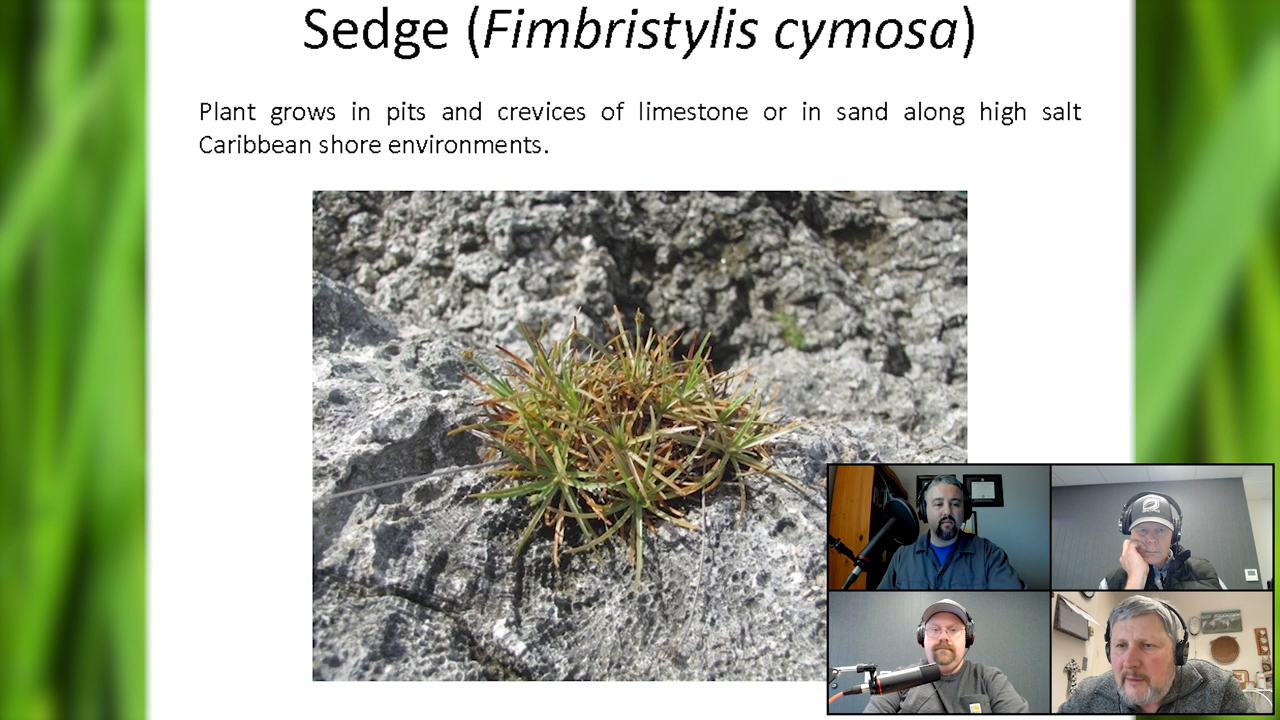 Sedge (Fimbristylis cymosa)
Plant grows in pits and crevices of limestone or in sand along high salt
Caribbean shore environments.